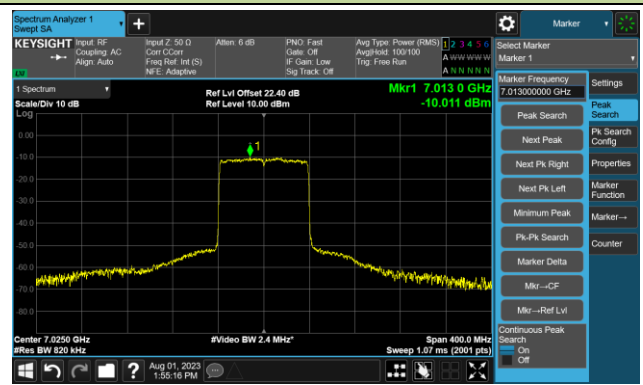 Spectrum Analyzer 1
Swept SA
Marker
KEYSIGHT
Input: RF
Coupling: AC
Align: Auto
Input Z: 50 Ω
Corr CCorr
Freq Ref: Int (S)
NFE: Adaptive
Atten: 6 dB
PNO: Fast
Gate: Off
IF Gain: Low
Sig Track: Off
Avg Type: Power (RMS)
Avg|Hold: 100/100
Trig: Free Run
1 2 3 4 5 6
A W W W W W
A N N N N N
LU
Select Marker
Marker 1
1 Spectrum
Scale/Div 10 dB
Log
Ref Lvl Offset 22.40 dB
Ref Level 10.00 dBm
Mkr1 7.013 0 GHz
-10.011 dBm
0.00
-10.0
-20.0
-30.0
-40.0
-50.0
-60.0
-70.0
-80.0
1
Center 7.0250 GHz
#Res BW 820 kHz
#Video BW 2.4 MHz*
Span 400.0 MHz
Sweep 1.07 ms (2001 pts)
Marker Frequency
7.013000000 GHz
Peak Search
Next Peak
Next Pk Right
Next Pk Left
Minimum Peak
Pk-Pk Search
Marker Delta
Mkr→CF
Mkr→Ref Lvl
Continuous Peak
Search
On
Off
Settings
Peak
Search
Pk Search
Config
Properties
Marker
Function
Marker→
Counter
Aug 01, 2023
1:55:16 PM